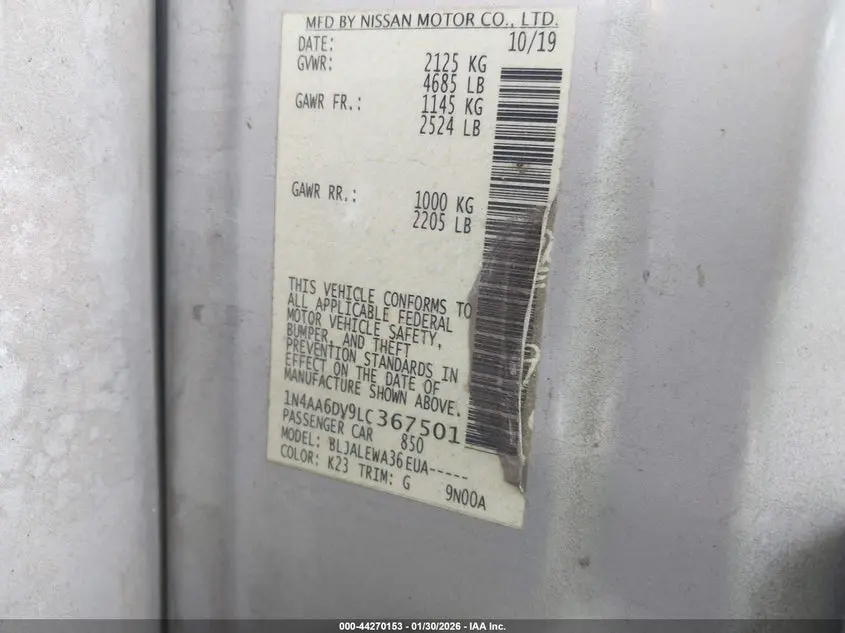 MFD BY NISSAN MOTOR CO., LTD.
DATE: 10/19
GVWR: 2125 KG
4685 LB
GAWR FR.: 1145 KG
2524 LB
GAWR RR.: 1000 KG
2205 LB
THIS VEHICLE CONFORMS TO
ALL APPLICABLE FEDERAL
MOTOR VEHICLE SAFETY,
BUMPER, AND THEFT
PREVENTION STANDARDS IN
EFFECT ON THE DATE OF
MANUFACTURE SHOWN ABOVE.
1N4AA6DV9LC367501
PASSENGER CAR 850
MODEL: BLJALEWA36EUA-----
COLOR: K23 TRIM: G 9N00A
000-44270153 — 01/30/2026 — IAA Inc.